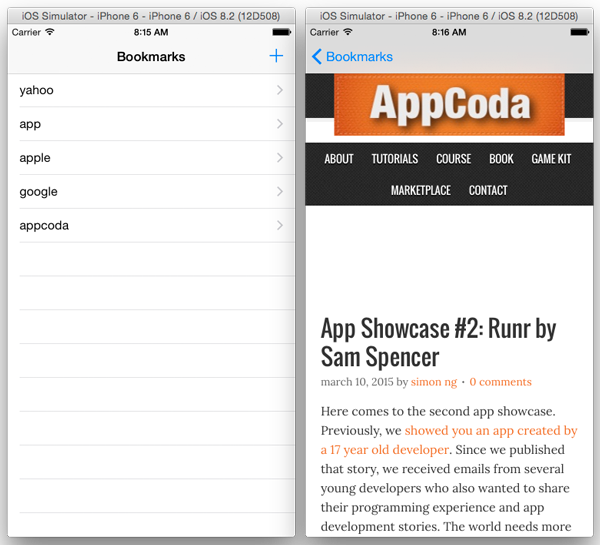 iOS Simulator - iPhone 6 - iPhone 6 / iOS 8.2 (12D508)
Carrier 8:15 AM
Bookmarks +
yahoo
app
apple
google
appcoda
iOS Simulator - iPhone 6 - iPhone 6 / iOS 8.2 (12D508)
Carrier 8:16 AM
Bookmarks
AppCoda
ABOUT TUTORIALS COURSE BOOK GAME KIT
MARKETPLACE CONTACT
App Showcase #2: Runr by
Sam Spencer
march 10, 2015 by simon ng • 0 comments
Here comes to the second app showcase.
Previously, we showed you an app created by
a 17 year old developer. Since we published
that story, we received emails from several
young developers who also wanted to share
their programming experience and app
development stories. The world needs more